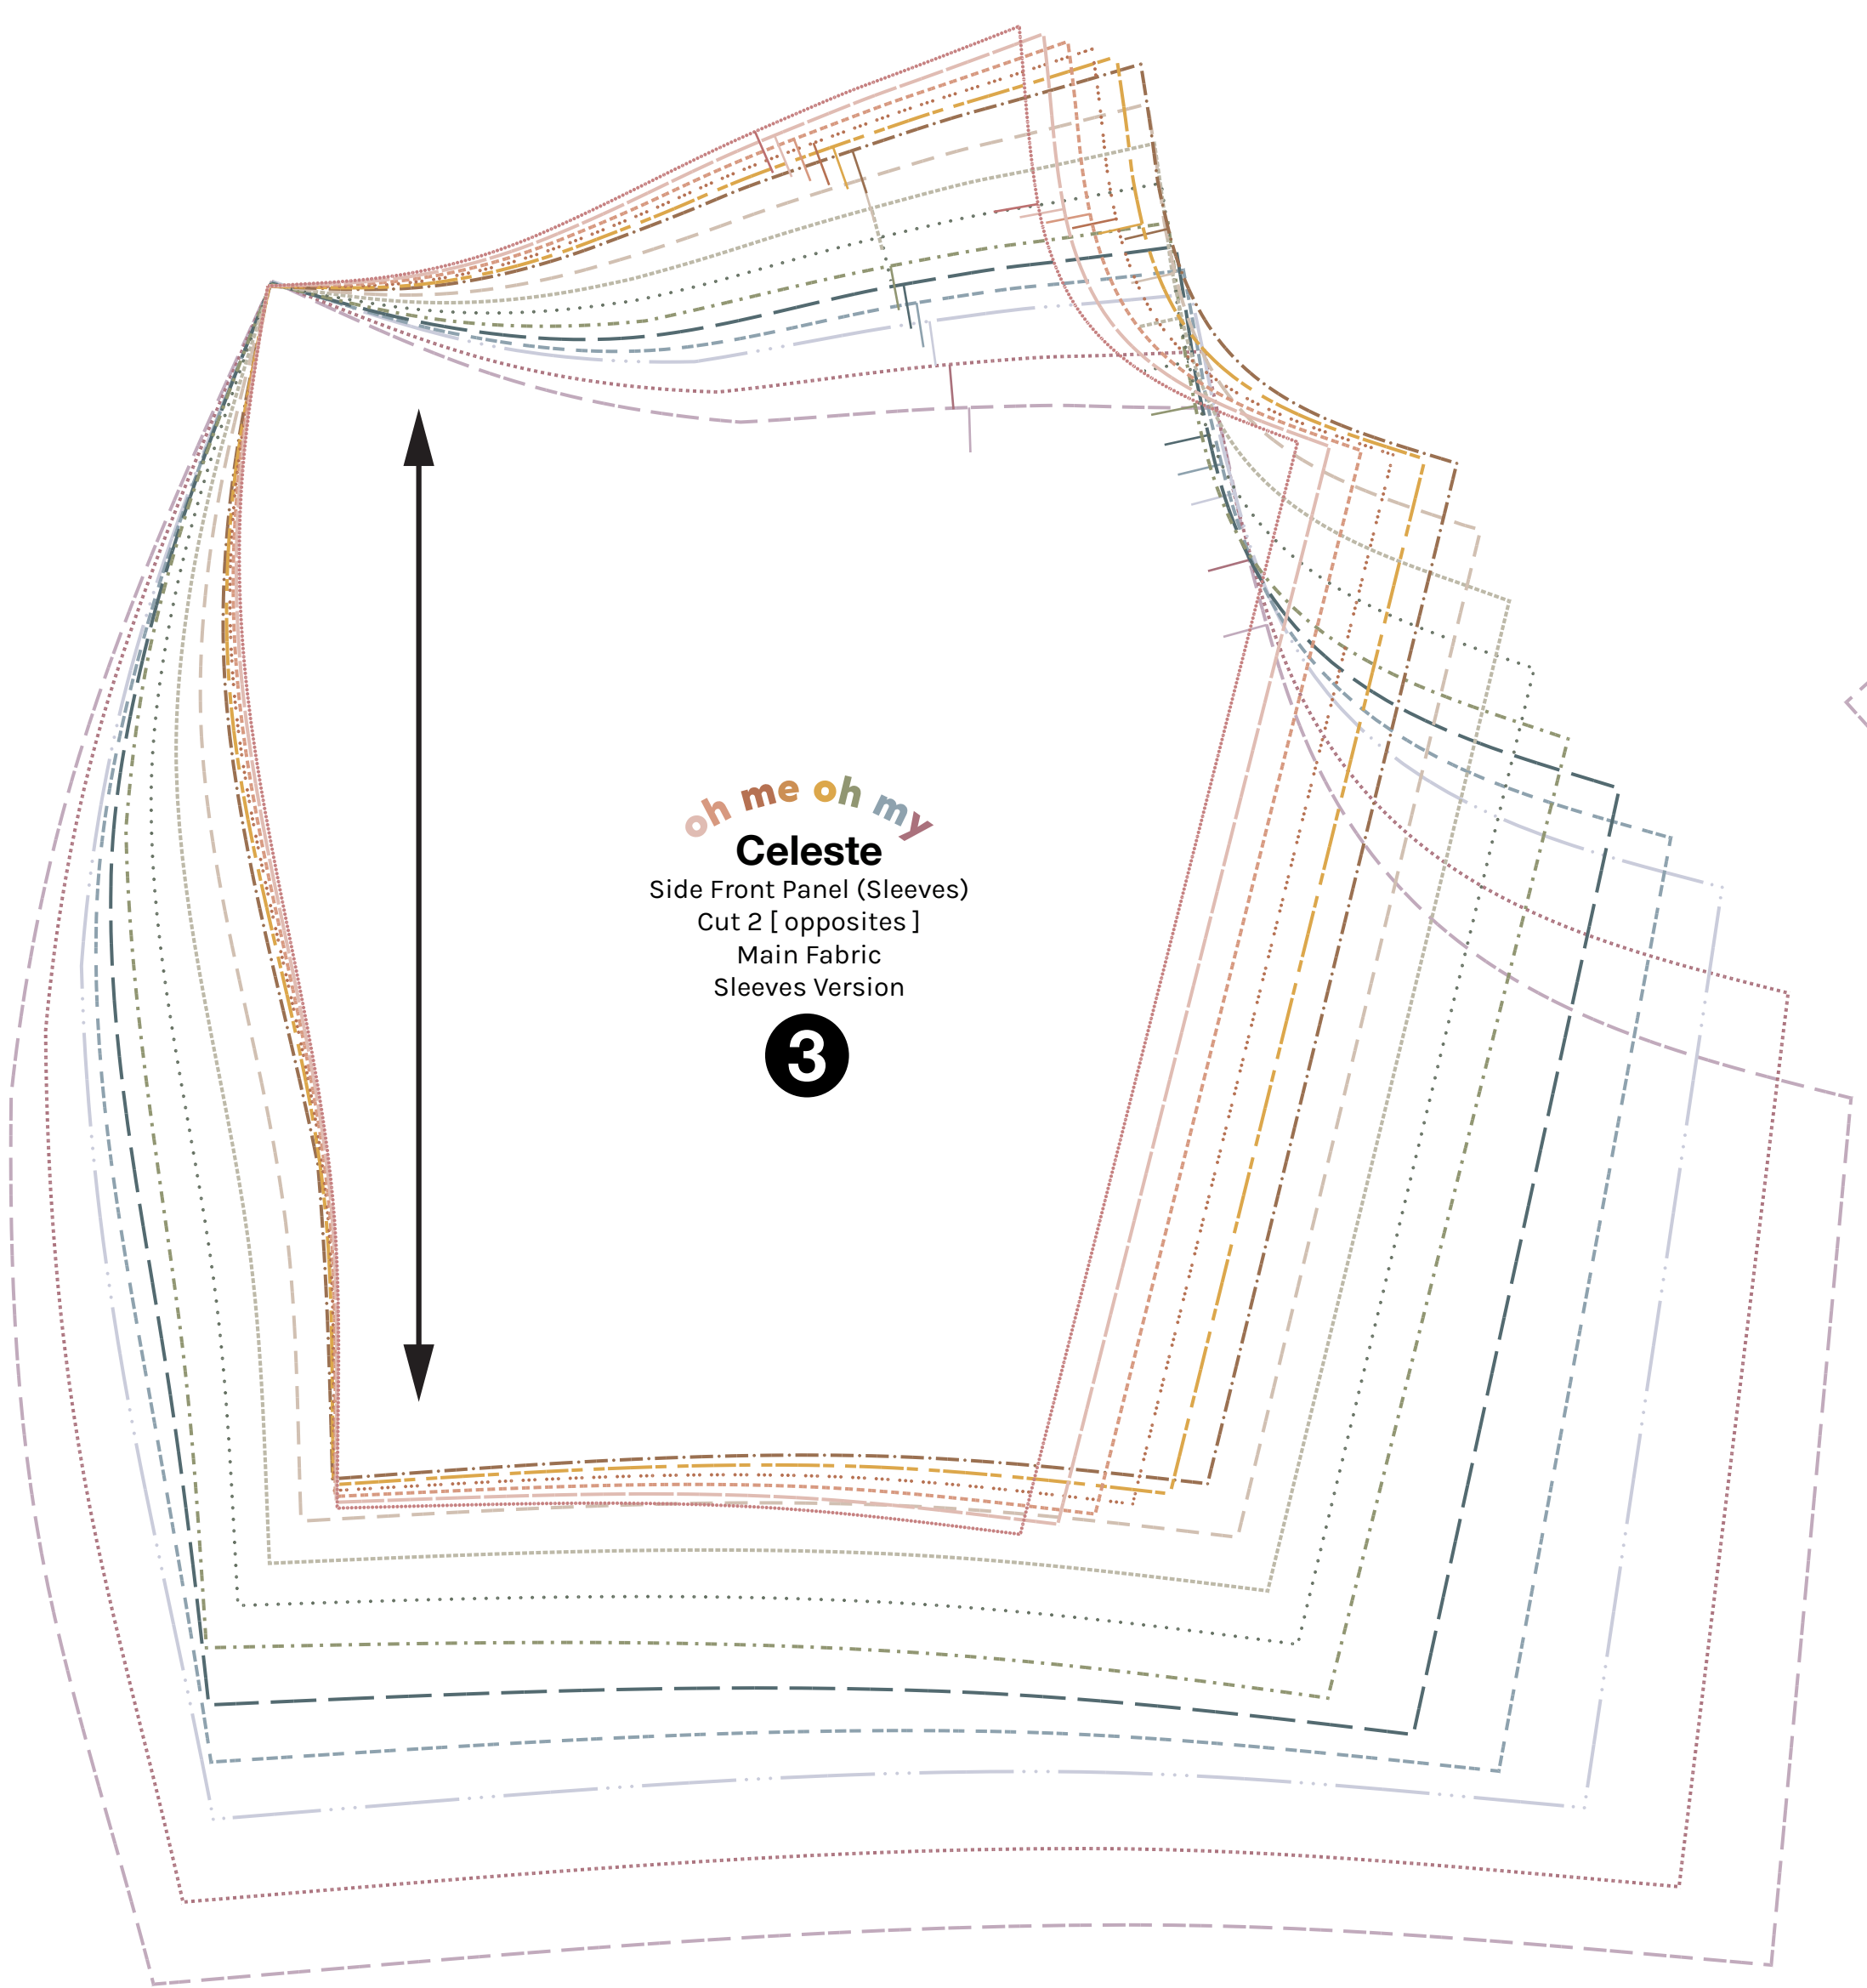 oh me oh my
Celeste
Side Front Panel (Sleeves)
Cut 2 [ opposites ]
Main Fabric
Sleeves Version
3